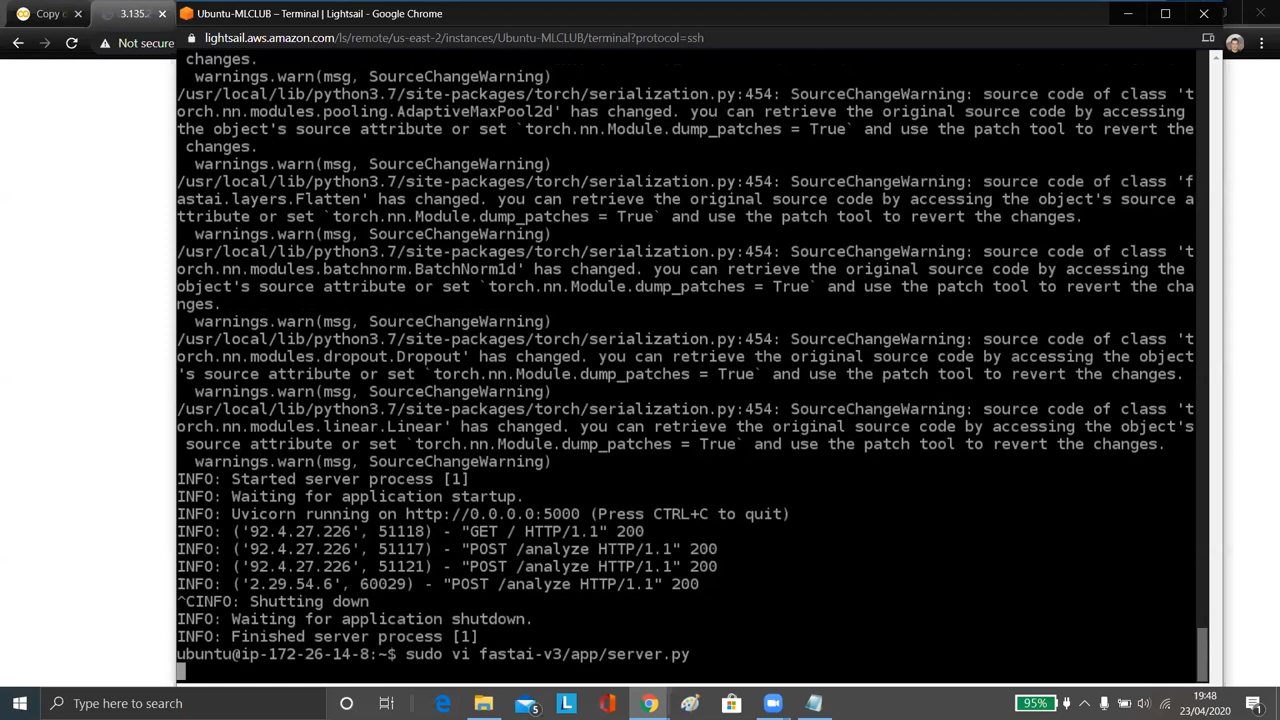 Copy c
3.135.2
Ubuntu-MLCLUB – Terminal | Lightsail - Google Chrome
Not secure
lightsail.aws.amazon.com/ls/remote/us-east-2/instances/Ubuntu-MLCLUB/terminal?protocol=ssh
changes.
warnings.warn(msg, SourceChangeWarning)
/usr/local/lib/python3.7/site-packages/torch/serialization.py:454: SourceChangeWarning: source code of class 't
orch.nn.modules.pooling.AdaptiveMaxPool2d' has changed. you can retrieve the original source code by accessing
the object's source attribute or set `torch.nn.Module.dump_patches = True` and use the patch tool to revert the
changes.
warnings.warn(msg, SourceChangeWarning)
/usr/local/lib/python3.7/site-packages/torch/serialization.py:454: SourceChangeWarning: source code of class 'f
astai.layers.Flatten' has changed. you can retrieve the original source code by accessing the object's source a
ttribute or set `torch.nn.Module.dump_patches = True` and use the patch tool to revert the changes.
warnings.warn(msg, SourceChangeWarning)
/usr/local/lib/python3.7/site-packages/torch/serialization.py:454: SourceChangeWarning: source code of class 't
orch.nn.modules.batchnorm.BatchNorm1d' has changed. you can retrieve the original source code by accessing the
object's source attribute or set `torch.nn.Module.dump_patches = True` and use the patch tool to revert the cha
nges.
warnings.warn(msg, SourceChangeWarning)
/usr/local/lib/python3.7/site-packages/torch/serialization.py:454: SourceChangeWarning: source code of class 't
orch.nn.modules.dropout.Dropout' has changed. you can retrieve the original source code by accessing the object
's source attribute or set `torch.nn.Module.dump_patches = True` and use the patch tool to revert the changes.
warnings.warn(msg, SourceChangeWarning)
/usr/local/lib/python3.7/site-packages/torch/serialization.py:454: SourceChangeWarning: source code of class 't
orch.nn.modules.linear.Linear' has changed. you can retrieve the original source code by accessing the object's
source attribute or set `torch.nn.Module.dump_patches = True` and use the patch tool to revert the changes.
warnings.warn(msg, SourceChangeWarning)
INFO: Started server process [1]
INFO: Waiting for application startup.
INFO: Uvicorn running on http://0.0.0.0:5000 (Press CTRL+C to quit)
INFO: ('92.4.27.226', 51118) - "GET / HTTP/1.1" 200
INFO: ('92.4.27.226', 51117) - "POST /analyze HTTP/1.1" 200
INFO: ('92.4.27.226', 51121) - "POST /analyze HTTP/1.1" 200
INFO: ('2.29.54.6', 60029) - "POST /analyze HTTP/1.1" 200
^CINFO: Shutting down
INFO: Waiting for application shutdown.
INFO: Finished server process [1]
ubuntu@ip-172-26-14-8:~$ sudo vi fastai-v3/app/server.py
Type here to search
5
L
95%
19:48
23/04/2020
1